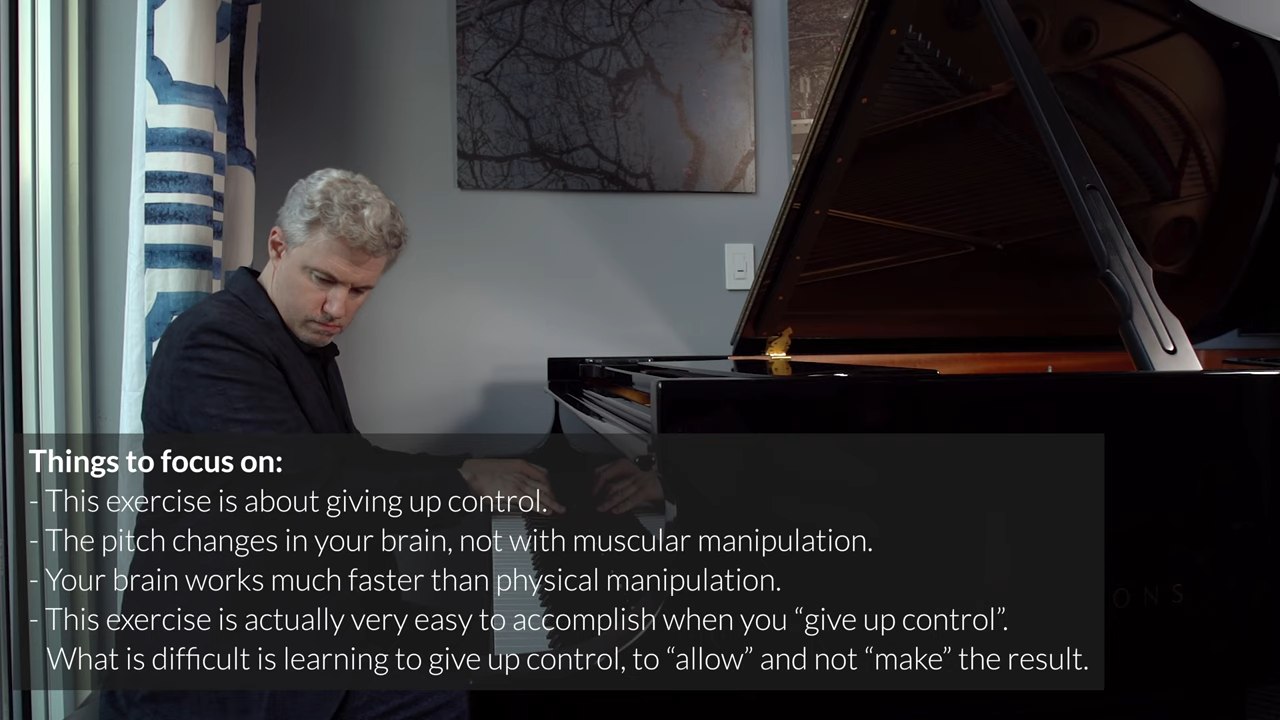 Things to focus on:
- This exercise is about giving up control.
- The pitch changes in your brain, not with muscular manipulation.
- Your brain works much faster than physical manipulation.
- This exercise is actually very easy to accomplish when you “give up control”.
What is difficult is learning to give up control, to “allow” and not “make” the result.